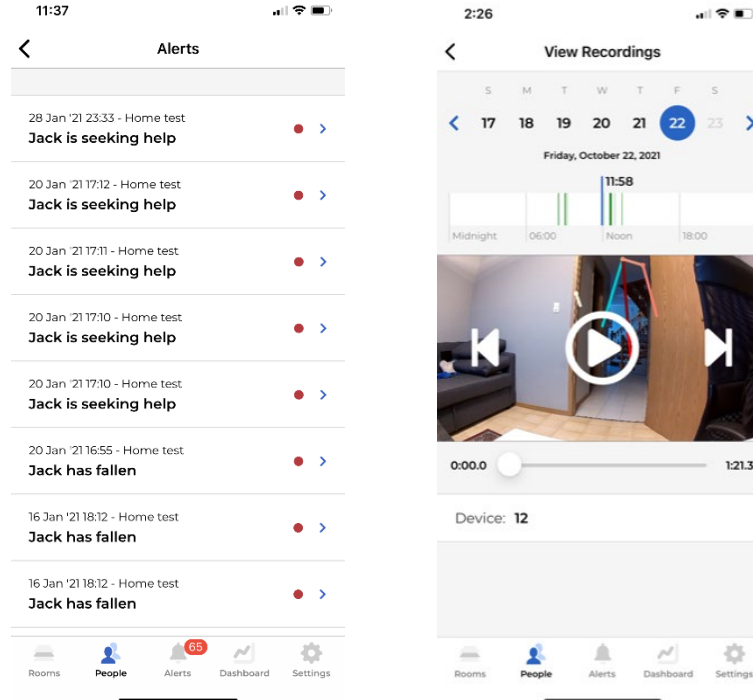 11:37
Alerts
28 Jan '21 23:33 - Home test
Jack is seeking help
20 Jan '21 17:12 - Home test
Jack is seeking help
20 Jan '21 17:11 - Home test
Jack is seeking help
20 Jan '21 17:10 - Home test
Jack is seeking help
20 Jan '21 17:10 - Home test
Jack is seeking help
20 Jan '21 16:55 - Home test
Jack has fallen
16 Jan '21 18:12 - Home test
Jack has fallen
16 Jan '21 18:12 - Home test
Jack has fallen
65
Rooms People Alerts Dashboard Settings
2:26
View Recordings
S M T W T F S
17 18 19 20 21 22 23
Friday, October 22, 2021
11:58
Midnight 06:00 Noon 18:00
0:00.0 1:21.3
Device: 12
Rooms People Alerts Dashboard Settings